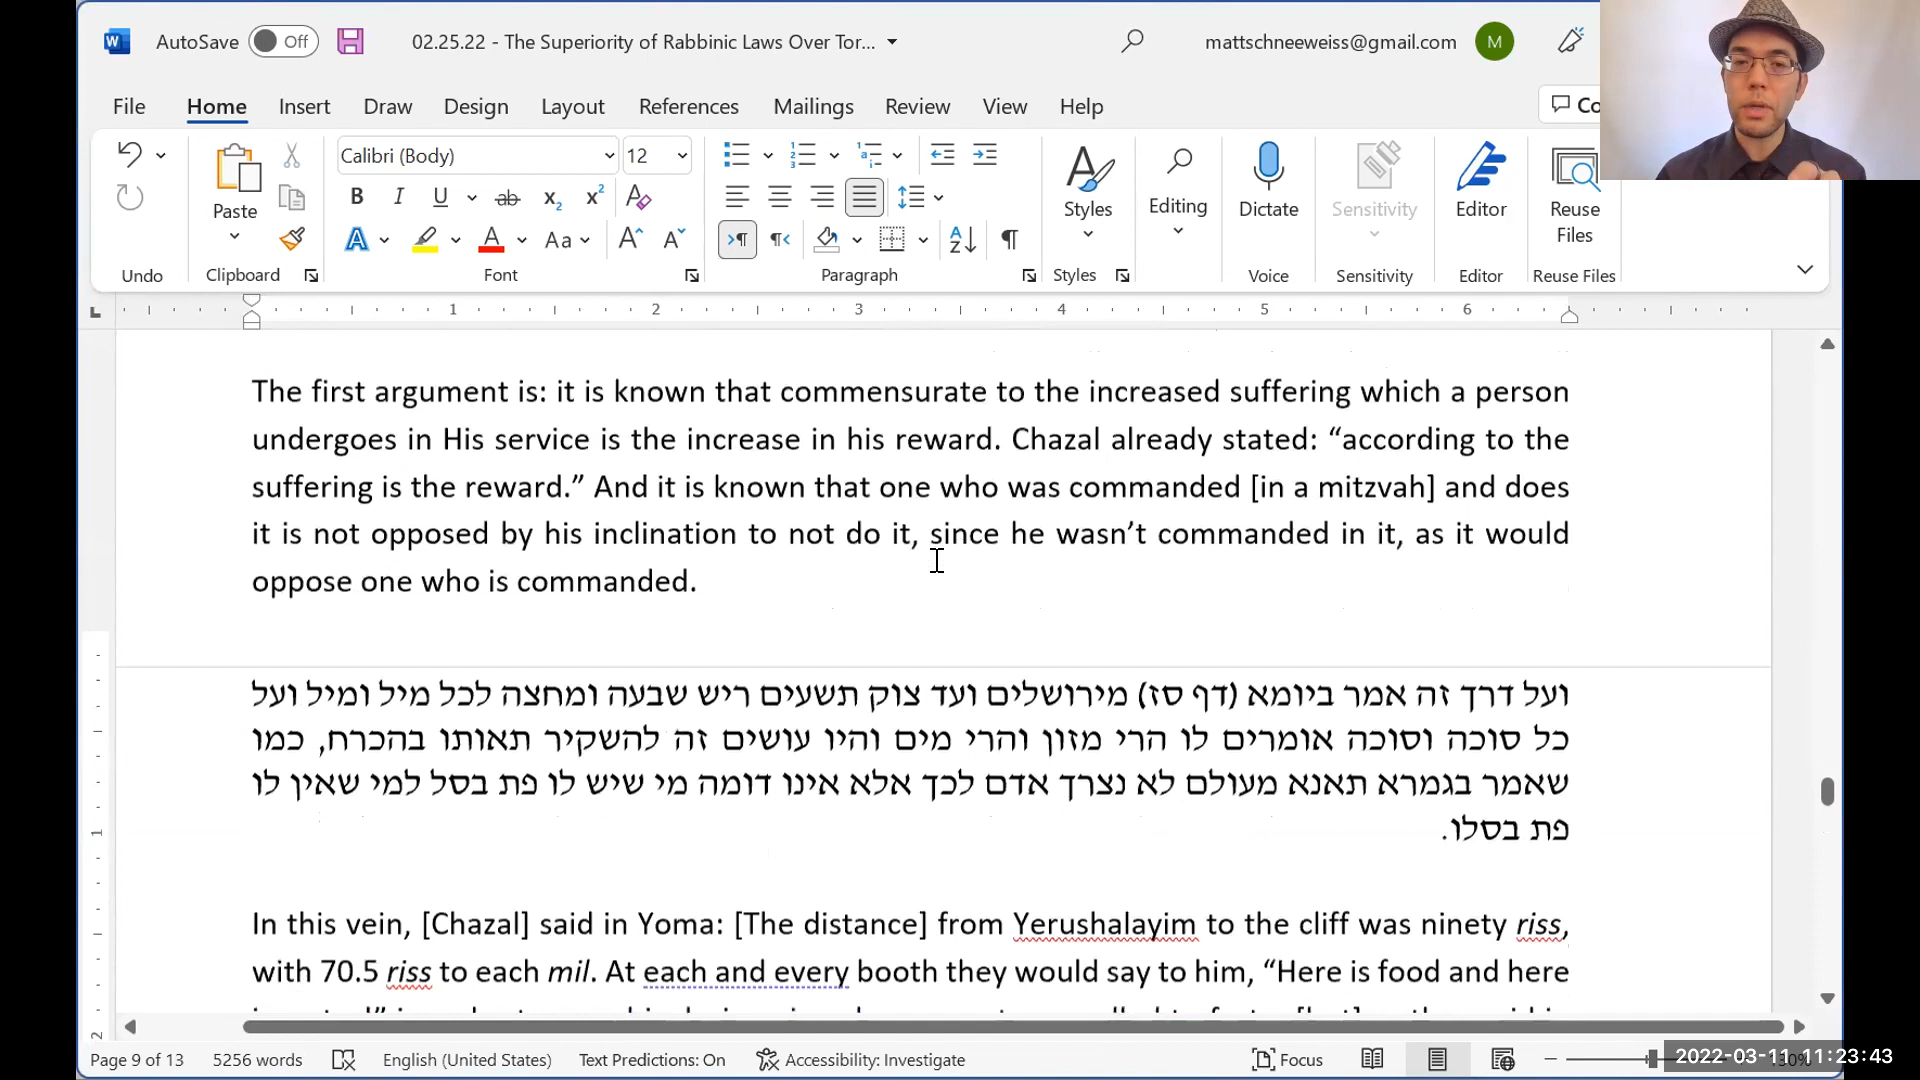 AutoSave Off 02.25.22 - The Superiority of Rabbinic Laws Over Tor... mattschneeweiss@gmail.com M
File Home Insert Draw Design Layout References Mailings Review View Help Co
Calibri (Body) 12
Paste Styles Editing Dictate Sensitivity Editor Reuse Files
Undo Clipboard Font Paragraph Styles Voice Sensitivity Editor Reuse Files
1 2 3 4 5 6
The first argument is: it is known that commensurate to the increased suffering which a person
undergoes in His service is the increase in his reward. Chazal already stated: “according to the
suffering is the reward.” And it is known that one who was commanded [in a mitzvah] and does
it is not opposed by his inclination to not do it, since he wasn’t commanded in it, as it would
oppose one who is commanded.
ועל דרך זה אמר ביומא (דף סז) מירושלים ועד צוק תשעים ריש שבעה ומחצה לכל מיל ומיל ועל
כל סוכה וסוכה אומרים לו הרי מזון והרי מים והיו עושים זה להשקיר תאותו בהכרח, כמו
שאמר בגמרא תאנא מעולם לא נצרך אדם לכך אלא אינו דומה מי שיש לו פת בסל למי שאין לו
פת בסלו.
In this vein, [Chazal] said in Yoma: [The distance] from Yerushalayim to the cliff was ninety riss,
with 70.5 riss to each mil. At each and every booth they would say to him, “Here is food and here
Page 9 of 13 5256 words English (United States) Text Predictions: On Accessibility: Investigate Focus
2022-03-11 11:23:43